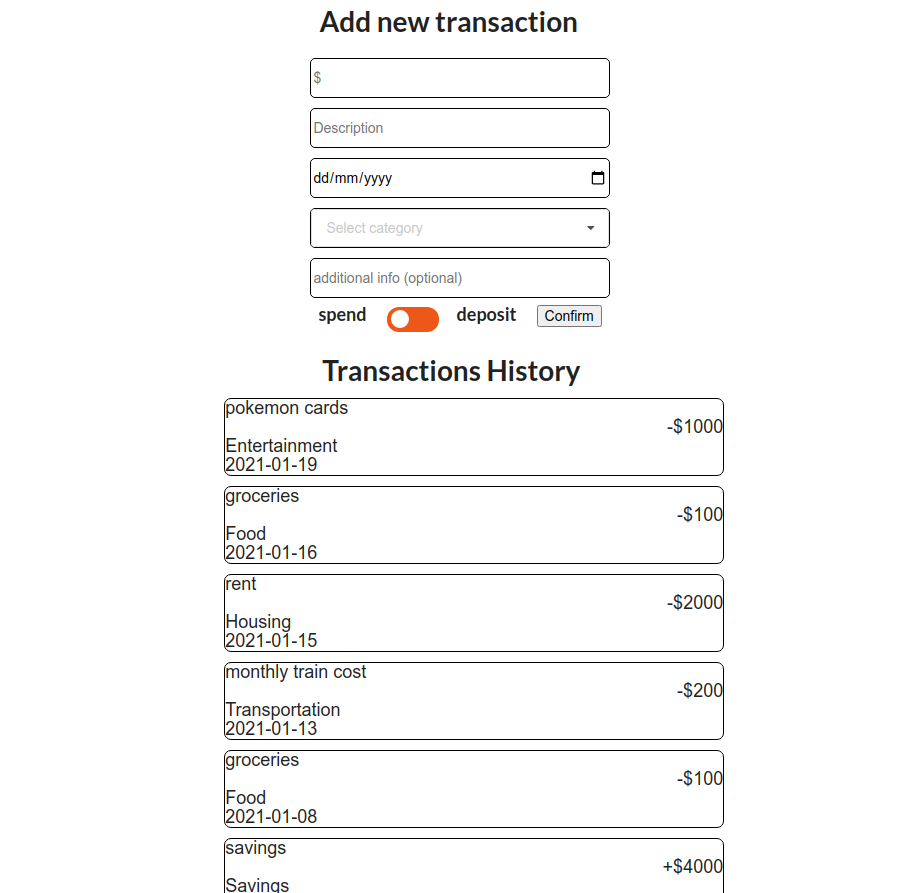 Add new transaction
$
Description
dd/mm/yyyy
Select category
additional info (optional)
spend deposit Confirm
Transactions History
pokemon cards
-$1000
Entertainment
2021-01-19
groceries
-$100
Food
2021-01-16
rent
-$2000
Housing
2021-01-15
monthly train cost
-$200
Transportation
2021-01-13
groceries
-$100
Food
2021-01-08
savings
+$4000
Savings